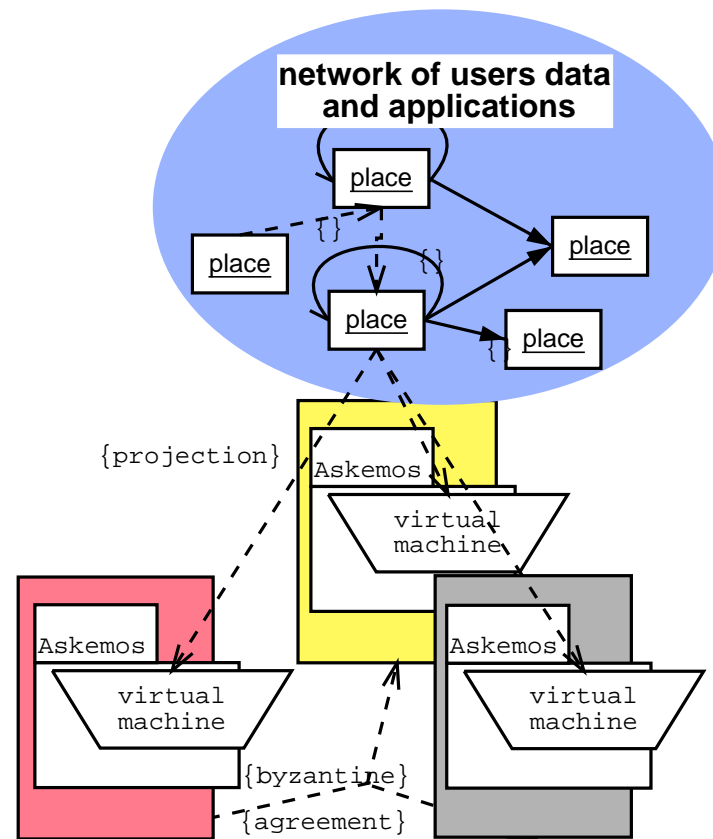 network of users data
and applications
place
{}
place
place
{}
place
place
{}
{projection}
Askemos
virtual
machine
Askemos
virtual
machine
Askemos
virtual
machine
{byzantine}
{agreement}